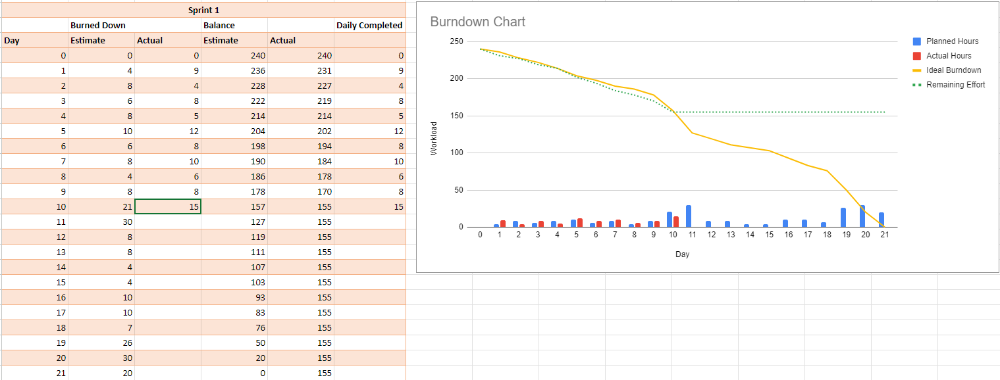 Sprint 1
Burned Down Balance Daily Completed
Day Estimate Actual Estimate Actual
0 0 0 240 240 0
1 4 9 236 231 9
2 8 4 228 227 4
3 6 8 222 219 8
4 8 5 214 214 5
5 10 12 204 202 12
6 6 8 198 194 8
7 8 10 190 184 10
8 4 6 186 178 6
9 8 8 178 170 8
10 21 15 157 155 15
11 30 127 155
12 8 119 155
13 8 111 155
14 4 107 155
15 4 103 155
16 10 93 155
17 10 83 155
18 7 76 155
19 26 50 155
20 30 20 155
21 20 0 155
Burndown Chart
250
200
150
100
50
0
Workload
0 1 2 3 4 5 6 7 8 9 10 11 12 13 14 15 16 17 18 19 20 21
Day
Planned Hours
Actual Hours
Ideal Burndown
Remaining Effort